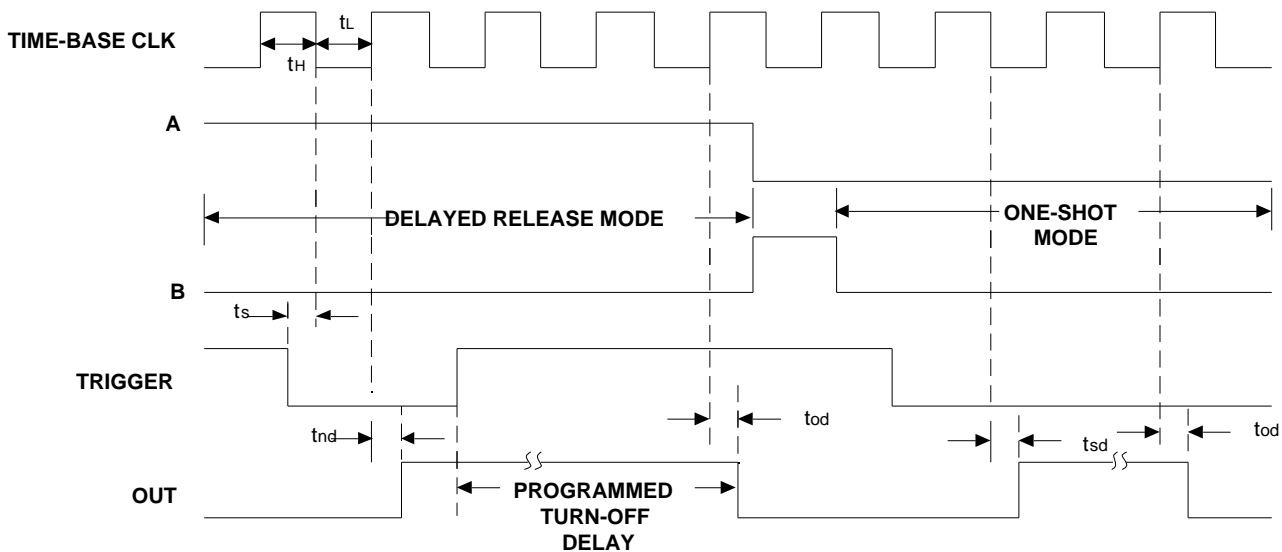 tL
TIME-BASE CLK
tH
A
DELAYED RELEASE MODE
ONE-SHOT
MODE
B
ts
TRIGGER
tnd
tod
tsd
tod
OUT
PROGRAMMED
TURN-OFF
DELAY